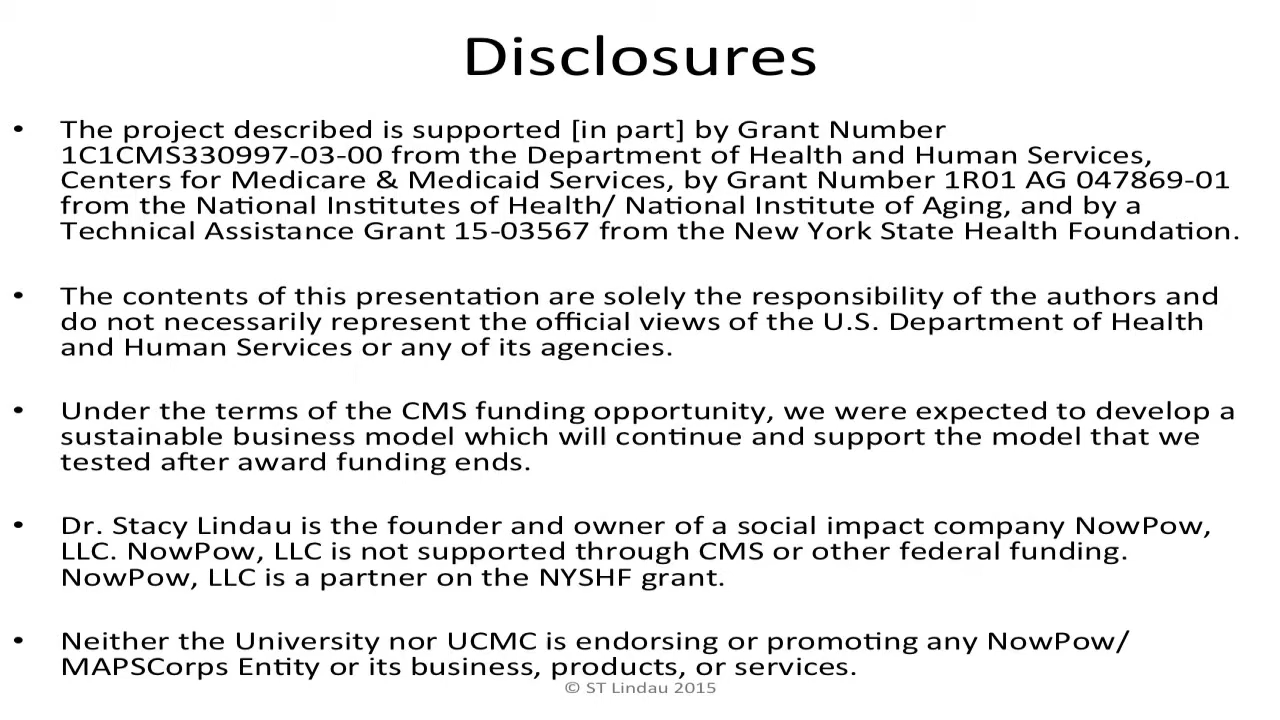 Disclosures
• The project described is supported [in part] by Grant Number
1C1CMS330997-03-00 from the Department of Health and Human Services,
Centers for Medicare & Medicaid Services, by Grant Number 1R01 AG 047869-01
from the National Institutes of Health/ National Institute of Aging, and by a
Technical Assistance Grant 15-03567 from the New York State Health Foundation.
• The contents of this presentation are solely the responsibility of the authors and
do not necessarily represent the official views of the U.S. Department of Health
and Human Services or any of its agencies.
• Under the terms of the CMS funding opportunity, we were expected to develop a
sustainable business model which will continue and support the model that we
tested after award funding ends.
• Dr. Stacy Lindau is the founder and owner of a social impact company NowPow,
LLC. NowPow, LLC is not supported through CMS or other federal funding.
NowPow, LLC is a partner on the NYSHF grant.
• Neither the University nor UCMC is endorsing or promoting any NowPow/
MAPSCorps Entity or its business, products, or services.
© ST Lindau 2015